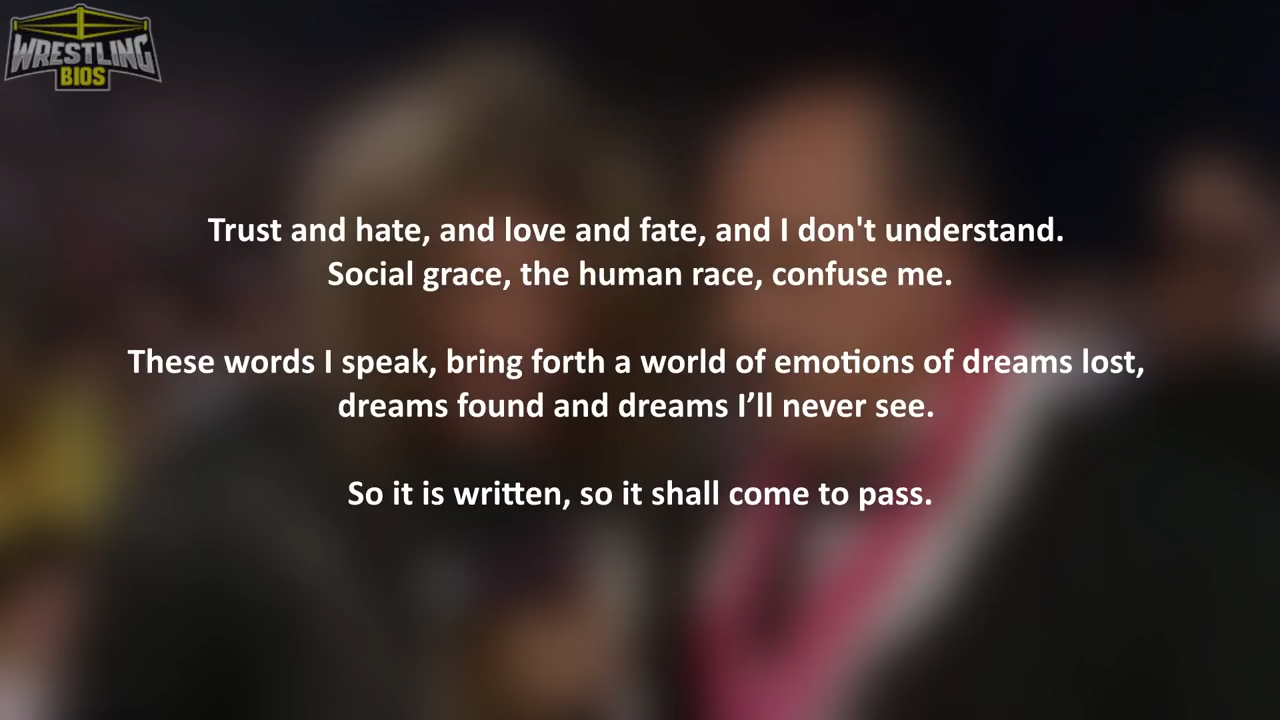 WRESTLING
BIOS
Trust and hate, and love and fate, and I don't understand.
Social grace, the human race, confuse me.
These words I speak, bring forth a world of emotions of dreams lost,
dreams found and dreams I’ll never see.
So it is written, so it shall come to pass.